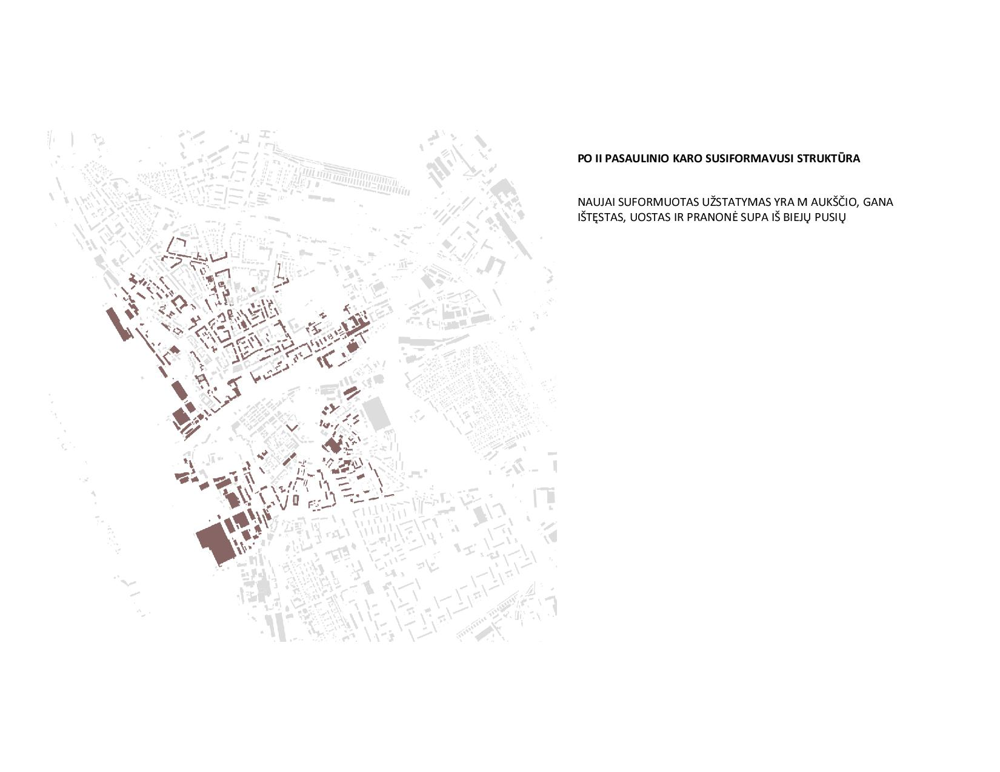 PO II PASAULINIO KARO SUSIFORMAVUSI STRUKTŪRA
NAUJAI SUFORMUOTAS UŽSTATYMAS YRA M AUKŠČIO, GANA
IŠTĘSTAS, UOSTAS IR PRANONĖ SUPA IŠ BIEJŲ PUSIŲ